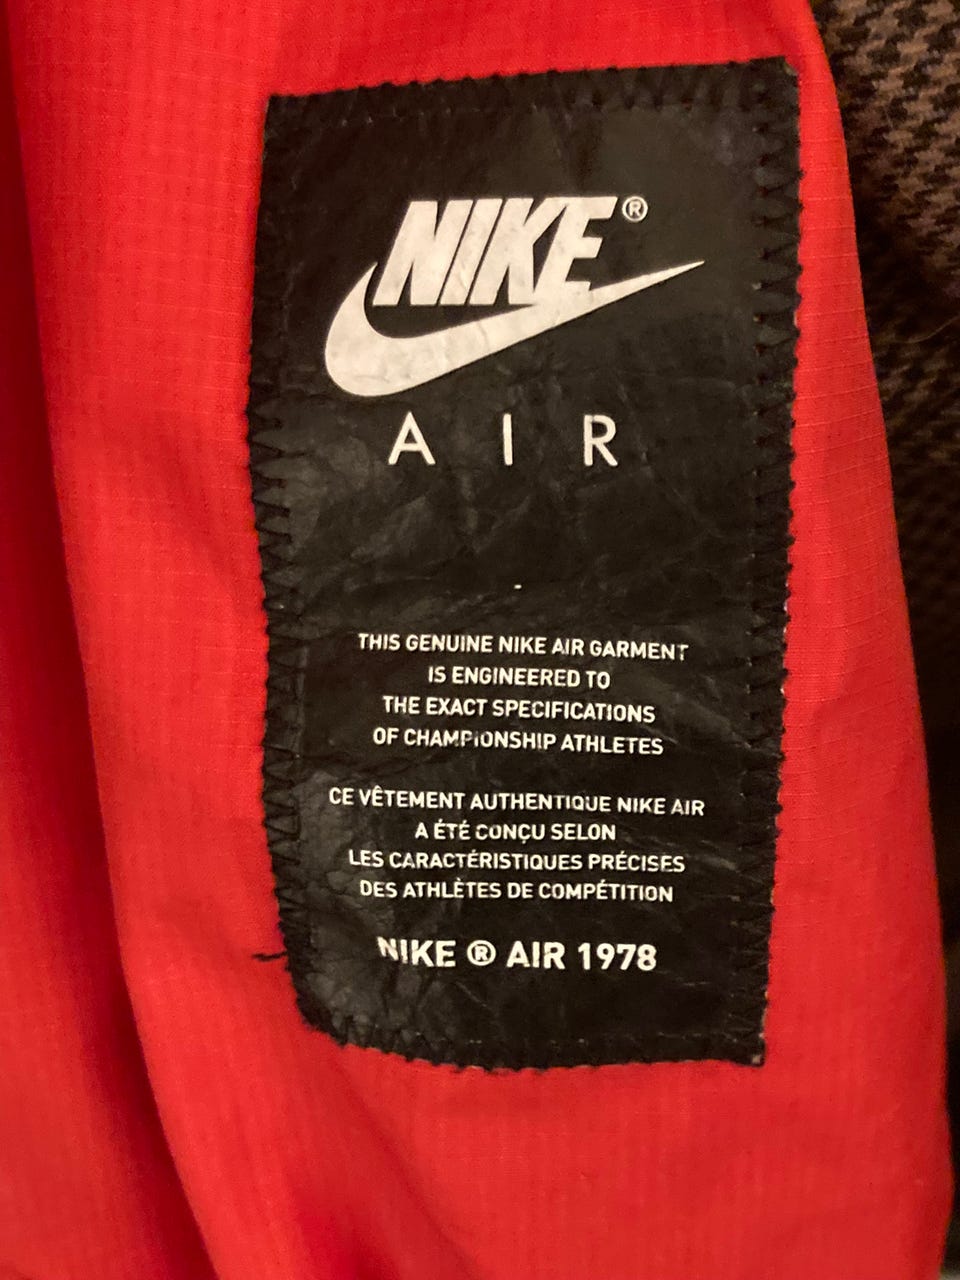 NIKE®
AIR
THIS GENUINE NIKE AIR GARMENT
IS ENGINEERED TO
THE EXACT SPECIFICATIONS
OF CHAMPIONSHIP ATHLETES
CE VÊTEMENT AUTHENTIQUE NIKE AIR
A ÉTÉ CONÇU SELON
LES CARACTÉRISTIQUES PRÉCISES
DES ATHLÈTES DE COMPÉTITION
NIKE ® AIR 1978